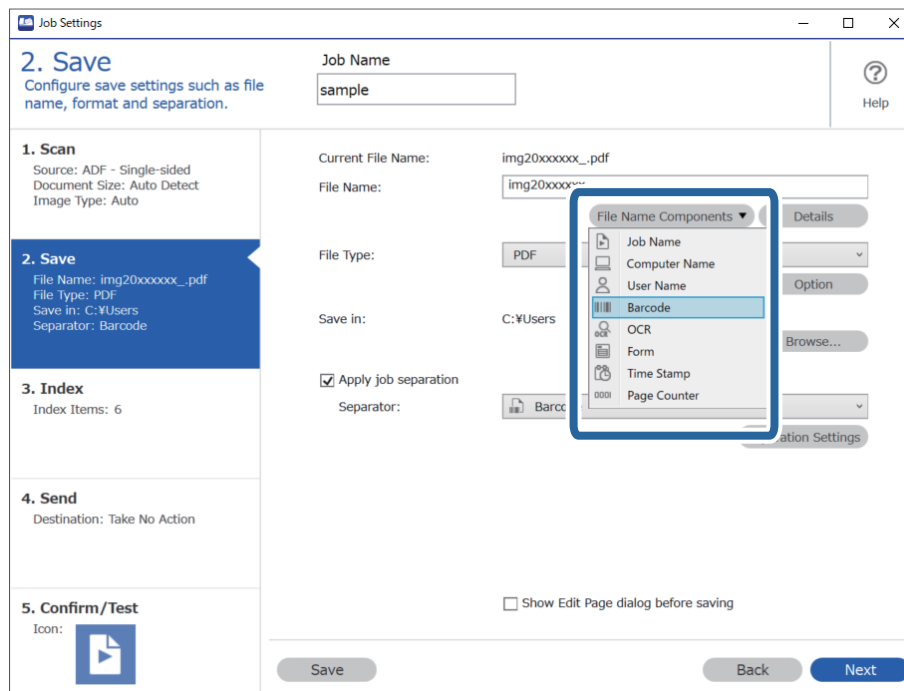 Job Settings
2. Save
Configure save settings such as file
name, format and separation.
Job Name
sample
Help
1. Scan
Source: ADF - Single-sided
Document Size: Auto Detect
Image Type: Auto
2. Save
File Name: img20xxxxxx_.pdf
File Type: PDF
Save in: C:¥Users
Separator: Barcode
3. Index
Index Items: 6
4. Send
Destination: Take No Action
5. Confirm/Test
Icon:
Current File Name: img20xxxxxx_.pdf
File Name: img20xxxxxx
File Name Components ▼ Details
Job Name
Computer Name
User Name
Barcode
OCR
Form
Time Stamp
Page Counter
File Type: PDF
Option
Save in: C:¥Users
Browse...
Apply job separation
Separator:
Settings
Show Edit Page dialog before saving
Save Back Next